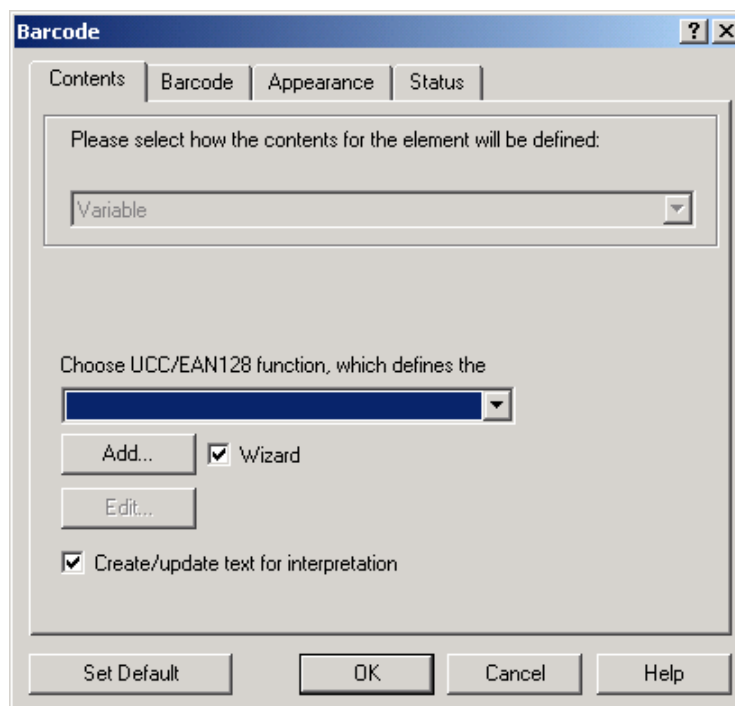 Barcode
Contents Barcode Appearance Status
Please select how the contents for the element will be defined:
Variable
Choose UCC/EAN128 function, which defines the
Add... Wizard
Edit...
Create/update text for interpretation
Set Default OK Cancel Help